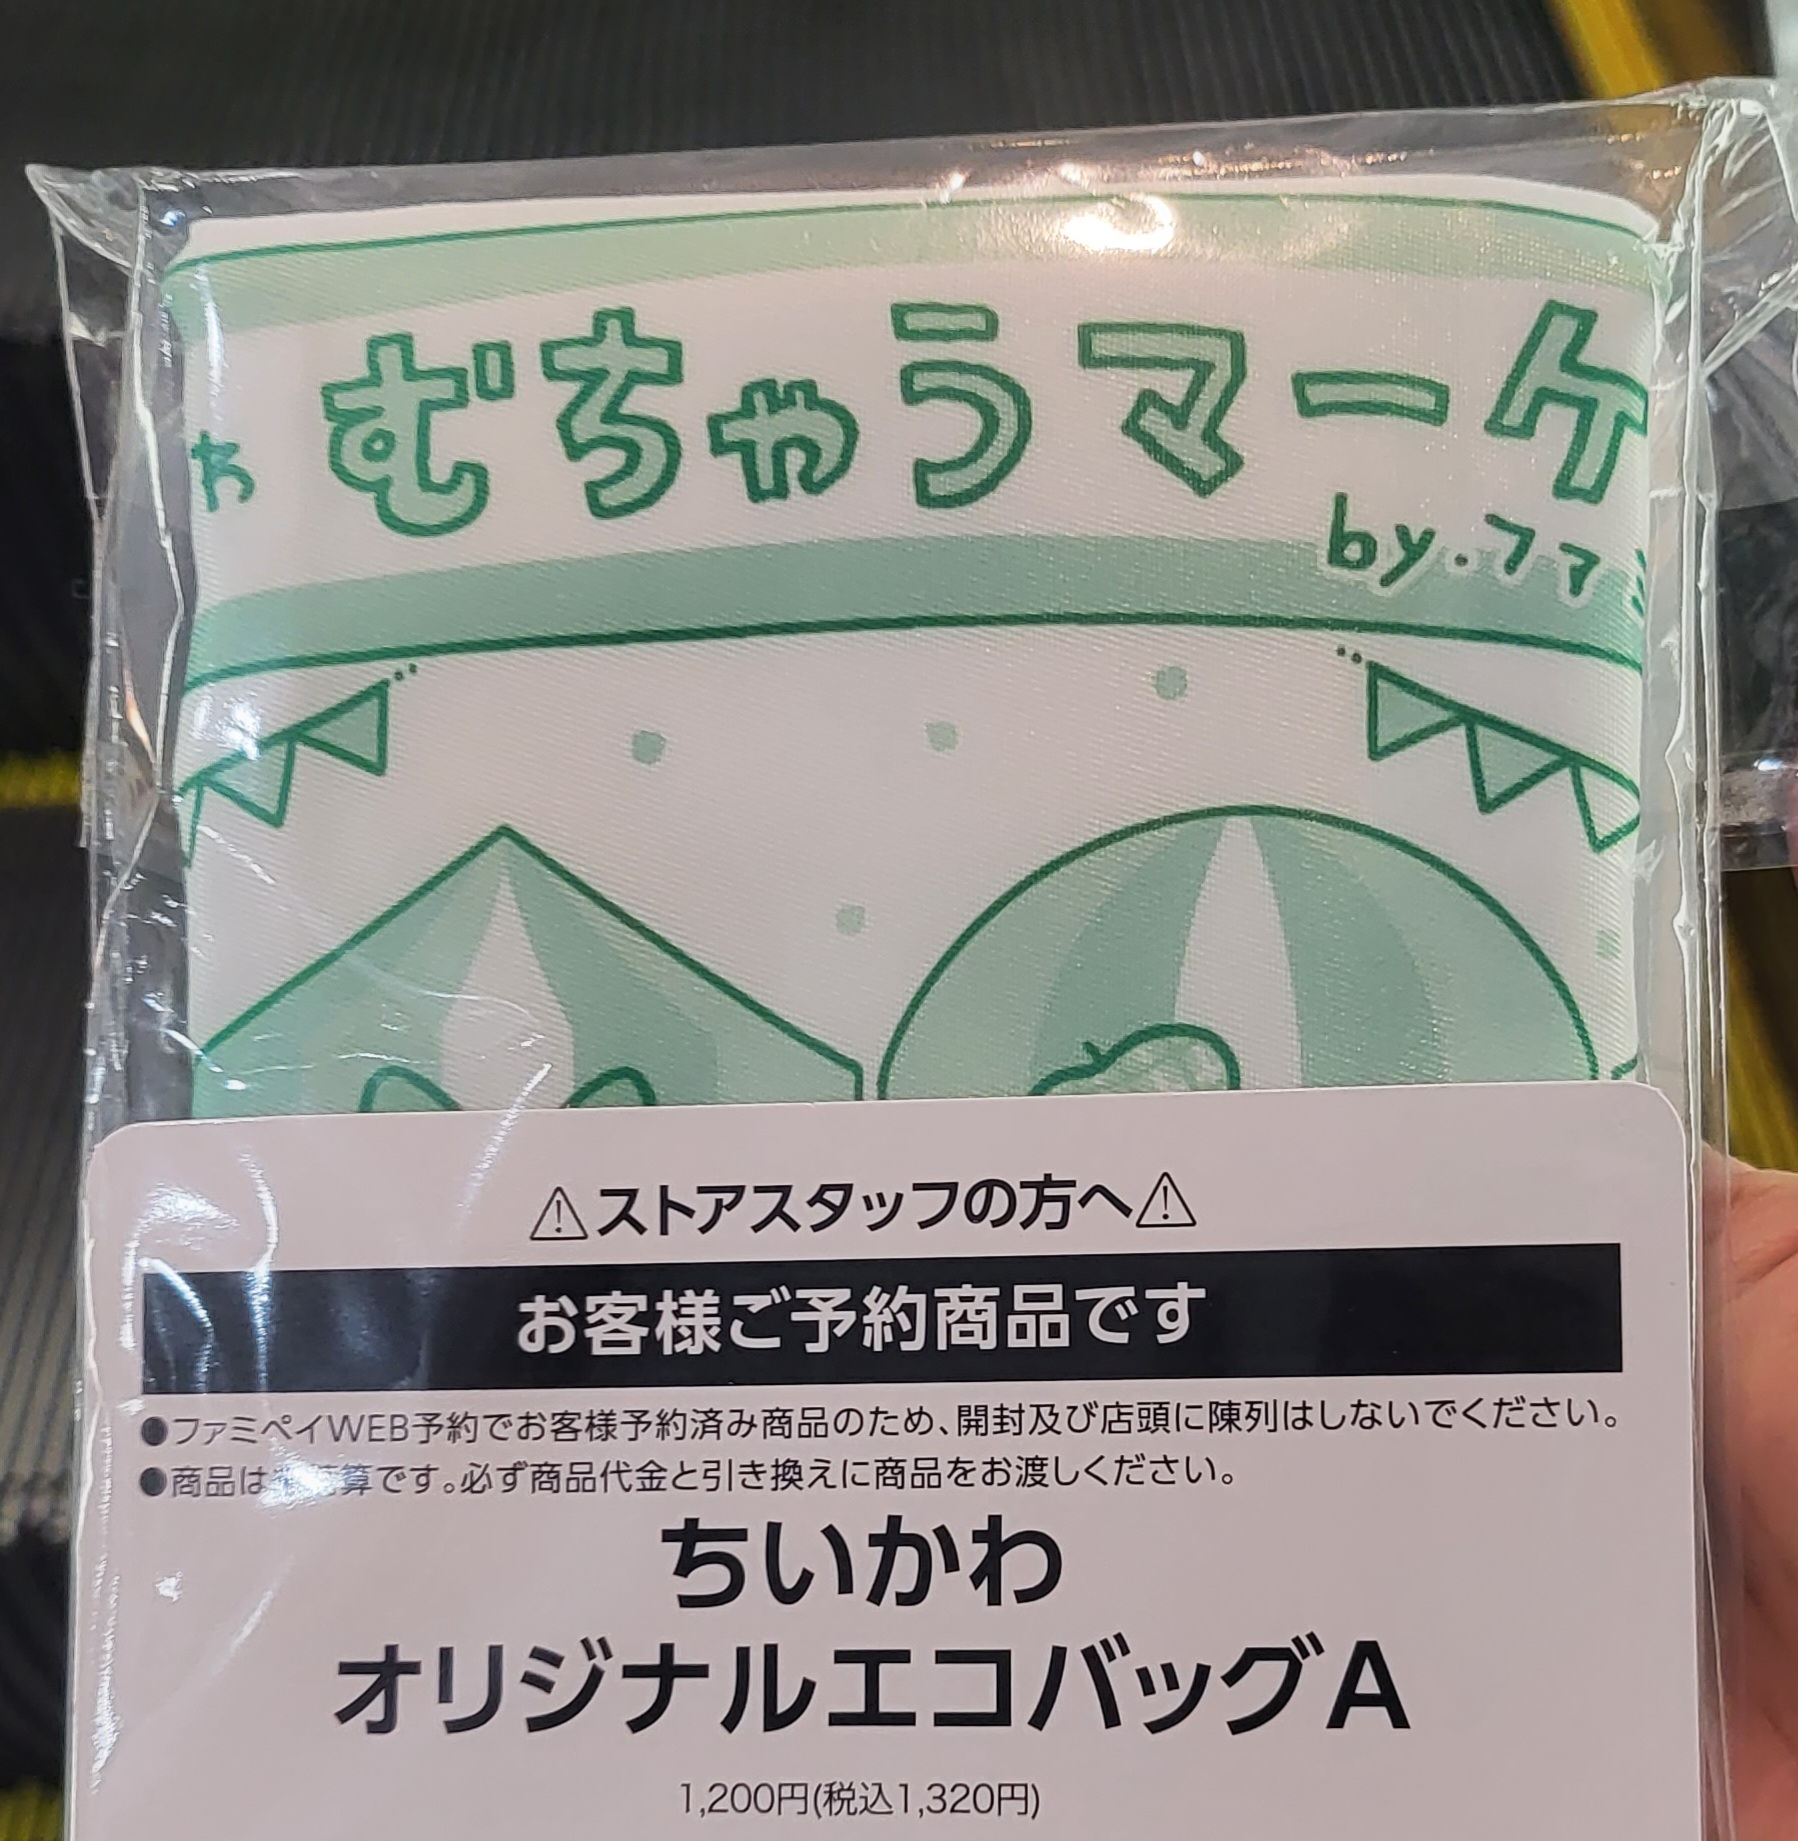 むちゃうマーケ
by.ファ
⚠ストアスタッフの方へ⚠
お客様ご予約商品です
●ファミペイWEB予約でお客様予約済み商品のため、開封及び店頭に陳列はしないでください。
●商品は算です。必ず商品代金と引き換えに商品をお渡しください。
ちいかわ
オリジナルエコバッグA
1,200円(税込1,320円)